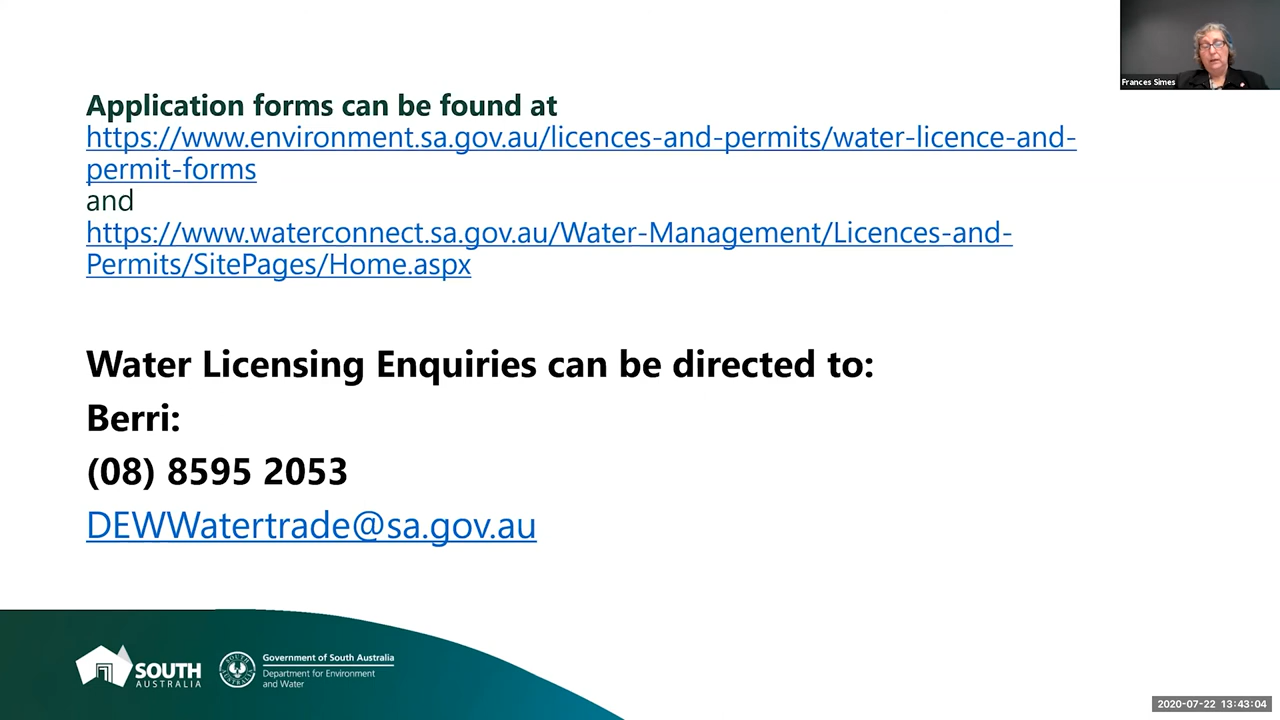 Frances Simes
Application forms can be found at
https://www.environment.sa.gov.au/licences-and-permits/water-licence-and-
permit-forms
and
https://www.waterconnect.sa.gov.au/Water-Management/Licences-and-
Permits/SitePages/Home.aspx
Water Licensing Enquiries can be directed to:
Berri:
(08) 8595 2053
DEWWatertrade@sa.gov.au
SOUTH
AUSTRALIA
Government of South Australia
Department for Environment
and Water
2020-07-22 13:43:04